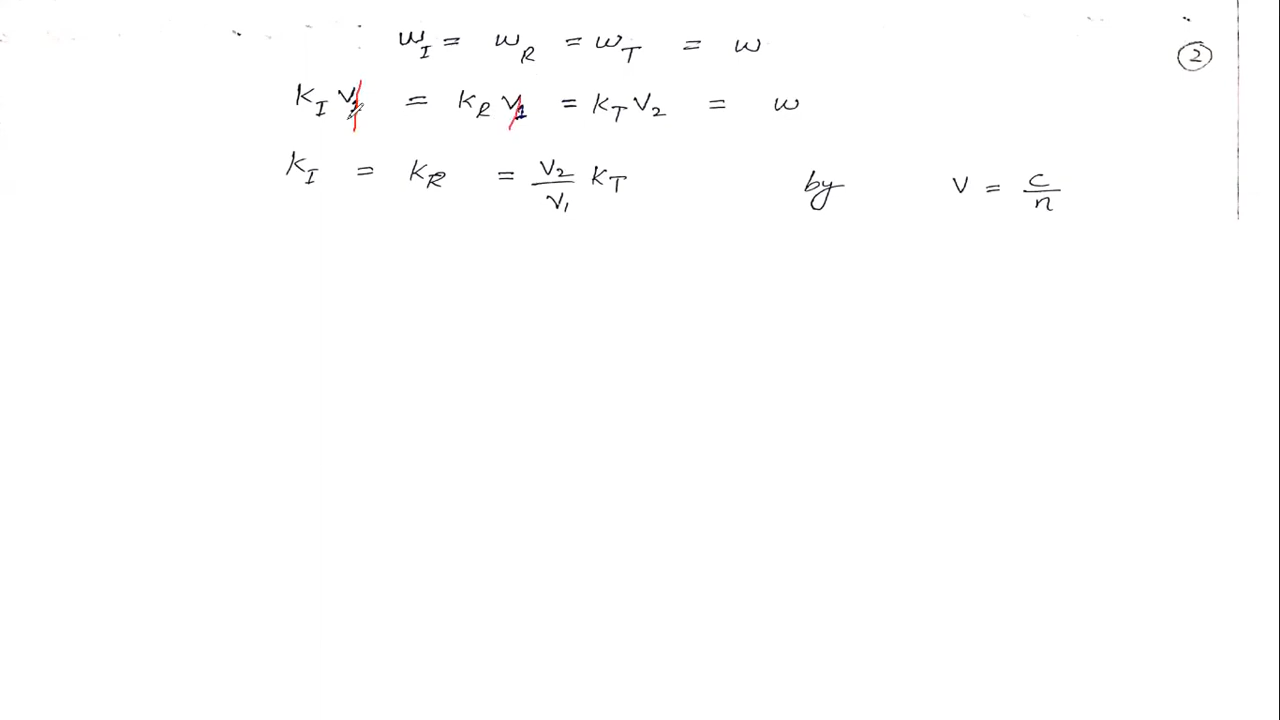 ω_I = ω_R = ω_T = ω
②
K_I V_1 = K_R V_1 = K_T V_2 = ω
K_I = K_R = V_2/V_1 K_T by V = c/n